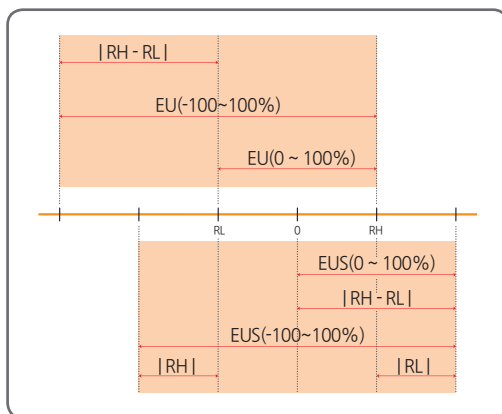 | RH - RL |
EU(-100~100%)
EU(0 ~ 100%)
RL 0 RH
EUS(0 ~ 100%)
| RH - RL |
EUS(-100~100%)
| RH | | RL |